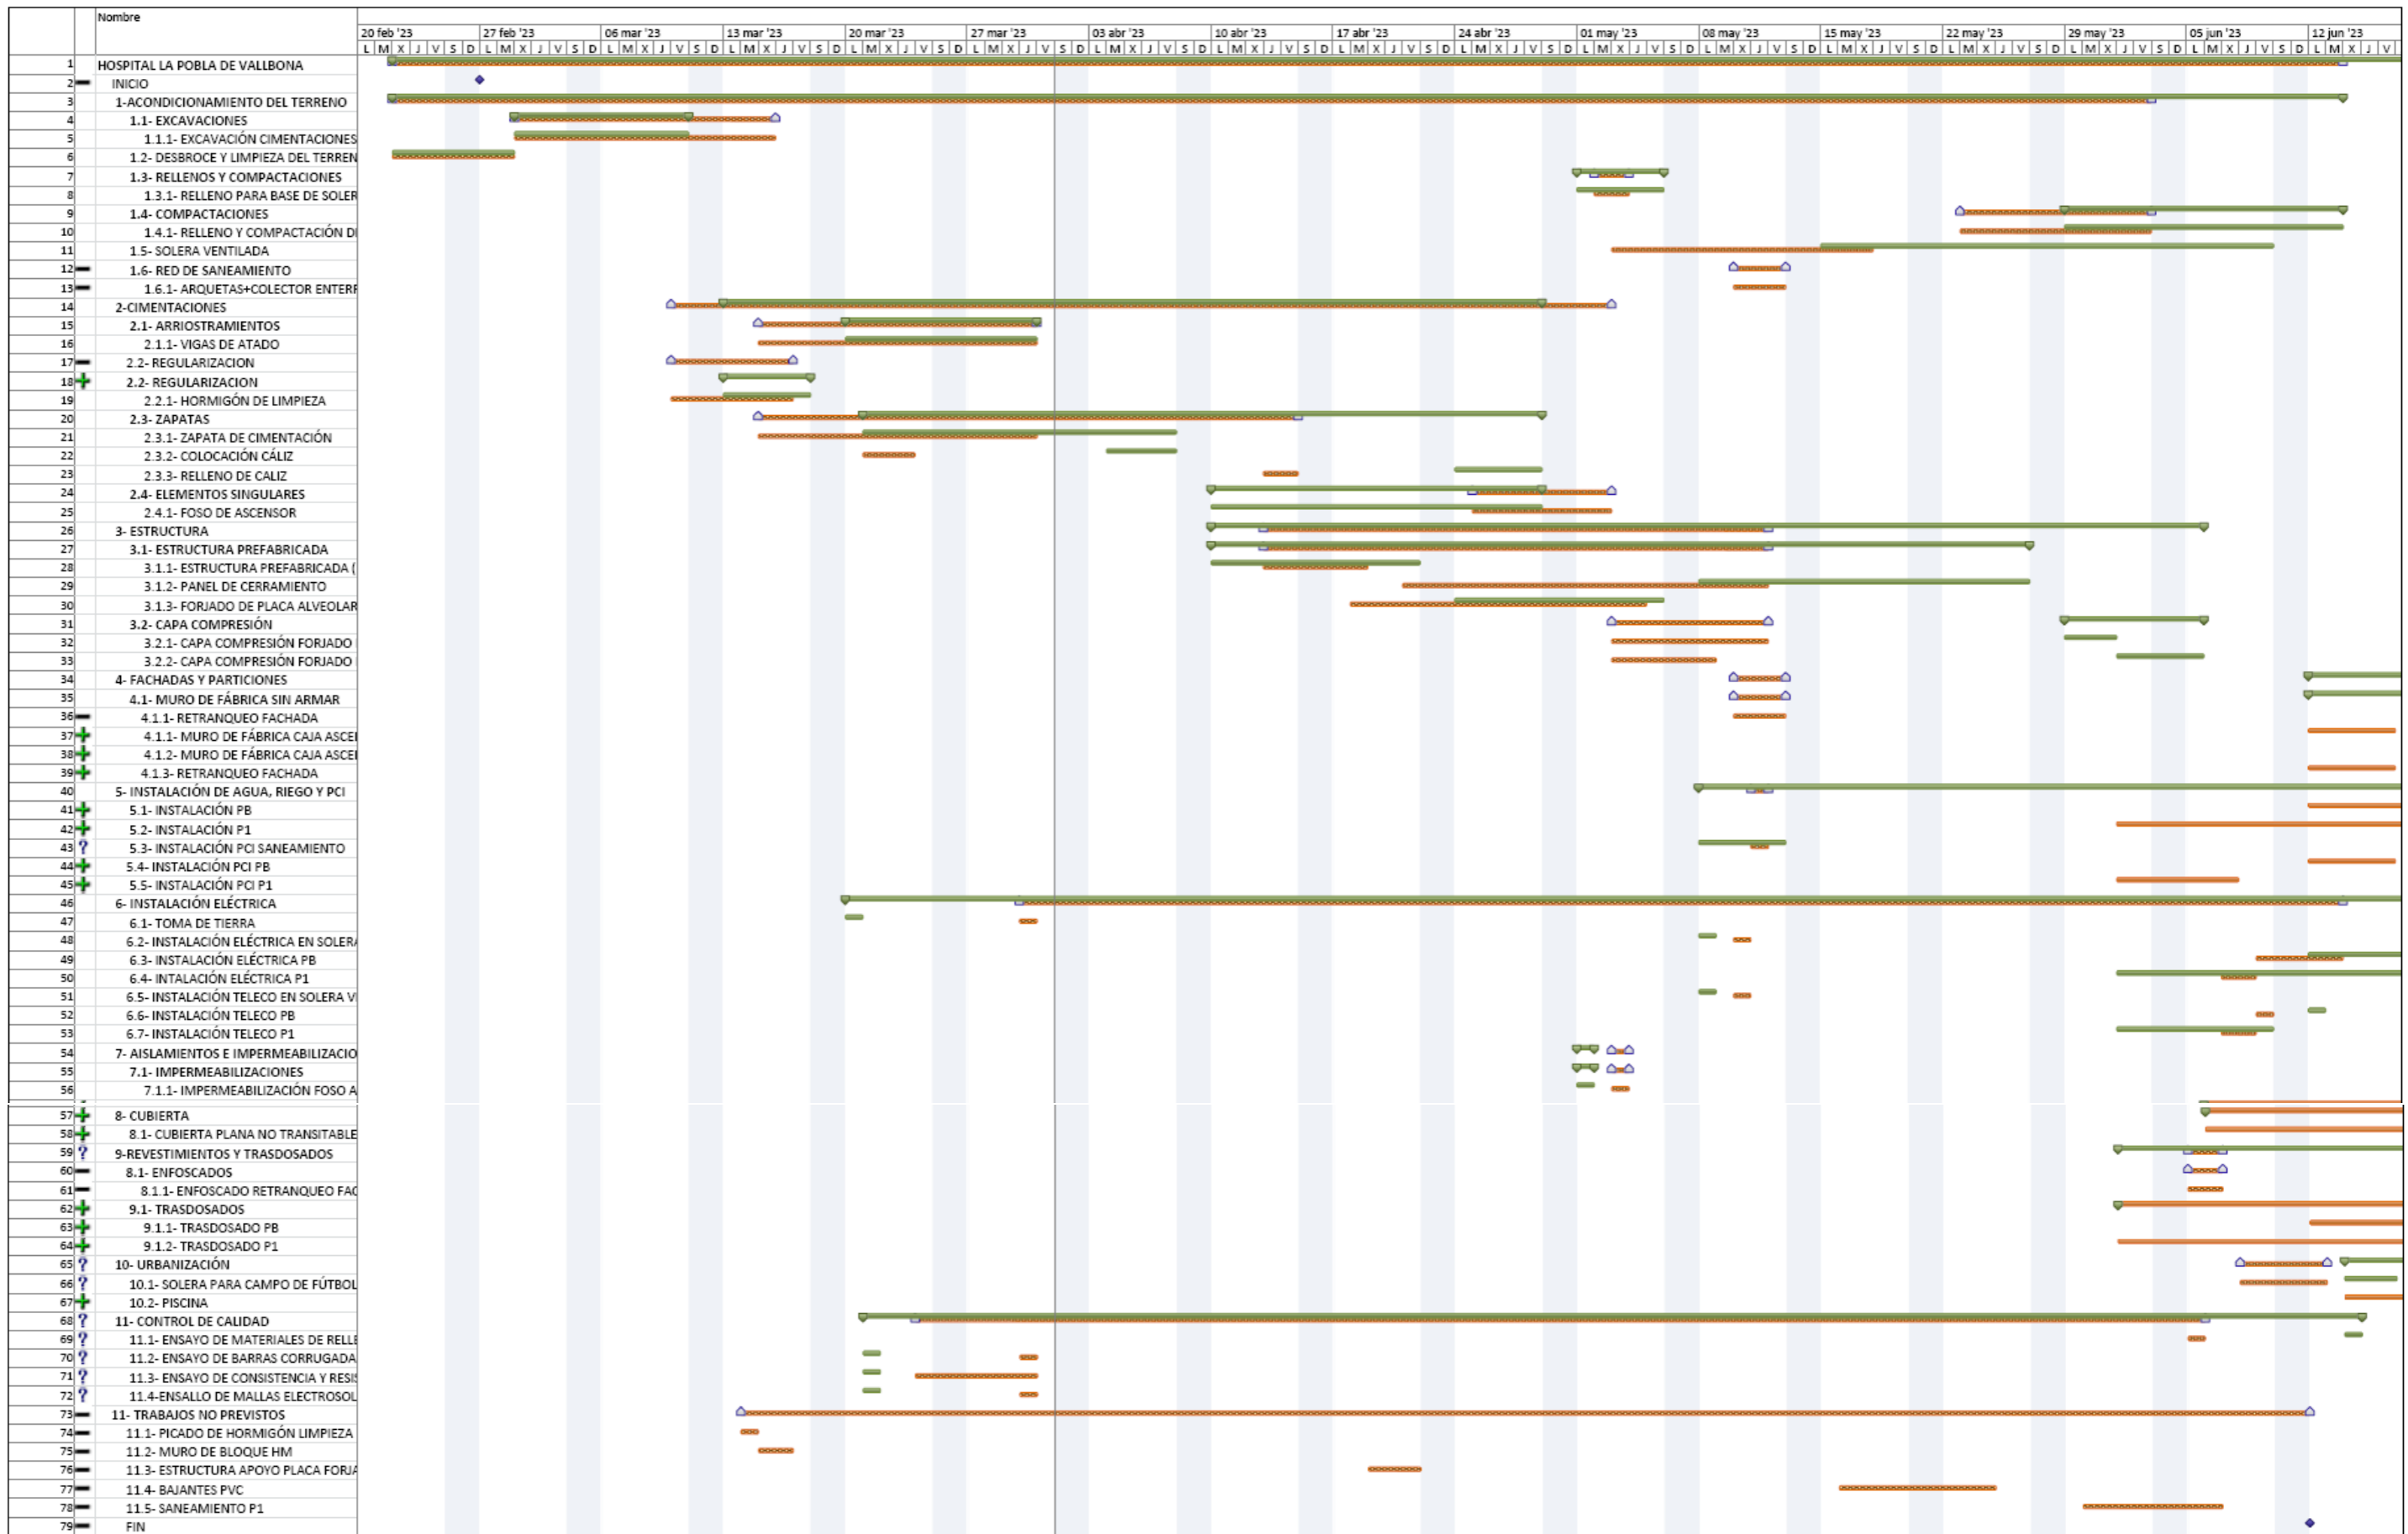 Nombre
20 feb '23 27 feb '23 06 mar '23 13 mar '23 20 mar '23 27 mar '23 03 abr '23 10 abr '23 17 abr '23 24 abr '23 01 may '23 08 may '23 15 may '23 22 may '23 29 may '23 05 jun '23 12 jun '23
L M X J V S D L M X J V S D L M X J V S D L M X J V S D L M X J V S D L M X J V S D L M X J V S D L M X J V S D L M X J V S D L M X J V S D L M X J V S D L M X J V S D L M X J V S D L M X J V S D L M X J V S D L M X J V S D L M X J V
1 HOSPITAL LA POBLA DE VALLBONA
2 INICIO
3 1-ACONDICIONAMIENTO DEL TERRENO
4 1.1- EXCAVACIONES
5 1.1.1- EXCAVACIÓN CIMENTACIONES
6 1.2- DESBROCE Y LIMPIEZA DEL TERREN
7 1.3- RELLENOS Y COMPACTACIONES
8 1.3.1- RELLENO PARA BASE DE SOLER
9 1.4- COMPACTACIONES
10 1.4.1- RELLENO Y COMPACTACIÓN D
11 1.5- SOLERA VENTILADA
12 1.6- RED DE SANEAMIENTO
13 1.6.1- ARQUETAS+COLECTOR ENTERR
14 2-CIMENTACIONES
15 2.1- ARRIOSTRAMIENTOS
16 2.1.1- VIGAS DE ATADO
17 2.2- REGULARIZACION
18 2.2- REGULARIZACION
19 2.2.1- HORMIGÓN DE LIMPIEZA
20 2.3- ZAPATAS
21 2.3.1- ZAPATA DE CIMENTACIÓN
22 2.3.2- COLOCACIÓN CÁLIZ
23 2.3.3- RELLENO DE CALIZ
24 2.4- ELEMENTOS SINGULARES
25 2.4.1- FOSO DE ASCENSOR
26 3- ESTRUCTURA
27 3.1- ESTRUCTURA PREFABRICADA
28 3.1.1- ESTRUCTURA PREFABRICADA (
29 3.1.2- PANEL DE CERRAMIENTO
30 3.1.3- FORJADO DE PLACA ALVEOLAR
31 3.2- CAPA COMPRESIÓN
32 3.2.1- CAPA COMPRESIÓN FORJADO
33 3.2.2- CAPA COMPRESIÓN FORJADO
34 4- FACHADAS Y PARTICIONES
35 4.1- MURO DE FÁBRICA SIN ARMAR
36 4.1.1- RETRANQUEO FACHADA
37 4.1.1- MURO DE FÁBRICA CAJA ASCE
38 4.1.2- MURO DE FÁBRICA CAJA ASCE
39 4.1.3- RETRANQUEO FACHADA
40 5- INSTALACIÓN DE AGUA, RIEGO Y PCI
41 5.1- INSTALACIÓN PB
42 5.2- INSTALACIÓN P1
43 ? 5.3- INSTALACIÓN PCI SANEAMIENTO
44 5.4- INSTALACIÓN PCI PB
45 5.5- INSTALACIÓN PCI P1
46 6- INSTALACIÓN ELÉCTRICA
47 6.1- TOMA DE TIERRA
48 6.2- INSTALACIÓN ELÉCTRICA EN SOLERA
49 6.3- INSTALACIÓN ELÉCTRICA PB
50 6.4- INTALACIÓN ELÉCTRICA P1
51 6.5- INSTALACIÓN TELECO EN SOLERA V
52 6.6- INSTALACIÓN TELECO PB
53 6.7- INSTALACIÓN TELECO P1
54 7- AISLAMIENTOS E IMPERMEABILIZACIO
55 7.1- IMPERMEABILIZACIONES
56 7.1.1- IMPERMEABILIZACIÓN FOSO A
57 8- CUBIERTA
58 8.1- CUBIERTA PLANA NO TRANSITABLE
59 ? 9-REVESTIMIENTOS Y TRASDOSADOS
60 8.1- ENFOSCADOS
61 8.1.1- ENFOSCADO RETRANQUEO FAC
62 9.1- TRASDOSADOS
63 9.1.1- TRASDOSADO PB
64 9.1.2- TRASDOSADO P1
65 ? 10- URBANIZACIÓN
66 ? 10.1- SOLERA PARA CAMPO DE FÚTBOL
67 10.2- PISCINA
68 ? 11- CONTROL DE CALIDAD
69 ? 11.1- ENSAYO DE MATERIALES DE RELLE
70 ? 11.2- ENSAYO DE BARRAS CORRUGADA
71 ? 11.3- ENSAYO DE CONSISTENCIA Y RESIS
72 ? 11.4-ENSALLO DE MALLAS ELECTROSOL
73 11- TRABAJOS NO PREVISTOS
74 11.1- PICADO DE HORMIGÓN LIMPIEZA
75 11.2- MURO DE BLOQUE HM
76 11.3- ESTRUCTURA APOYO PLACA FORJA
77 11.4- BAJANTES PVC
78 11.5- SANEAMIENTO P1
79 FIN